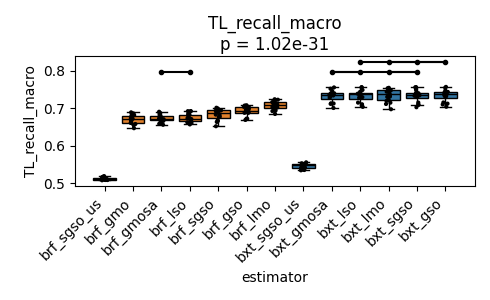 TL_recall_macro
p = 1.02e-31
TL_recall_macro
0.8
0.7
0.6
0.5
brf_sgso_us
brf_gmo
brf_gmosa
brf_lso
brf_sgso
brf_gso
brf_lmo
bxt_sgso_us
bxt_gmosa
bxt_lso
bxt_lmo
bxt_sgso
bxt_gso
estimator